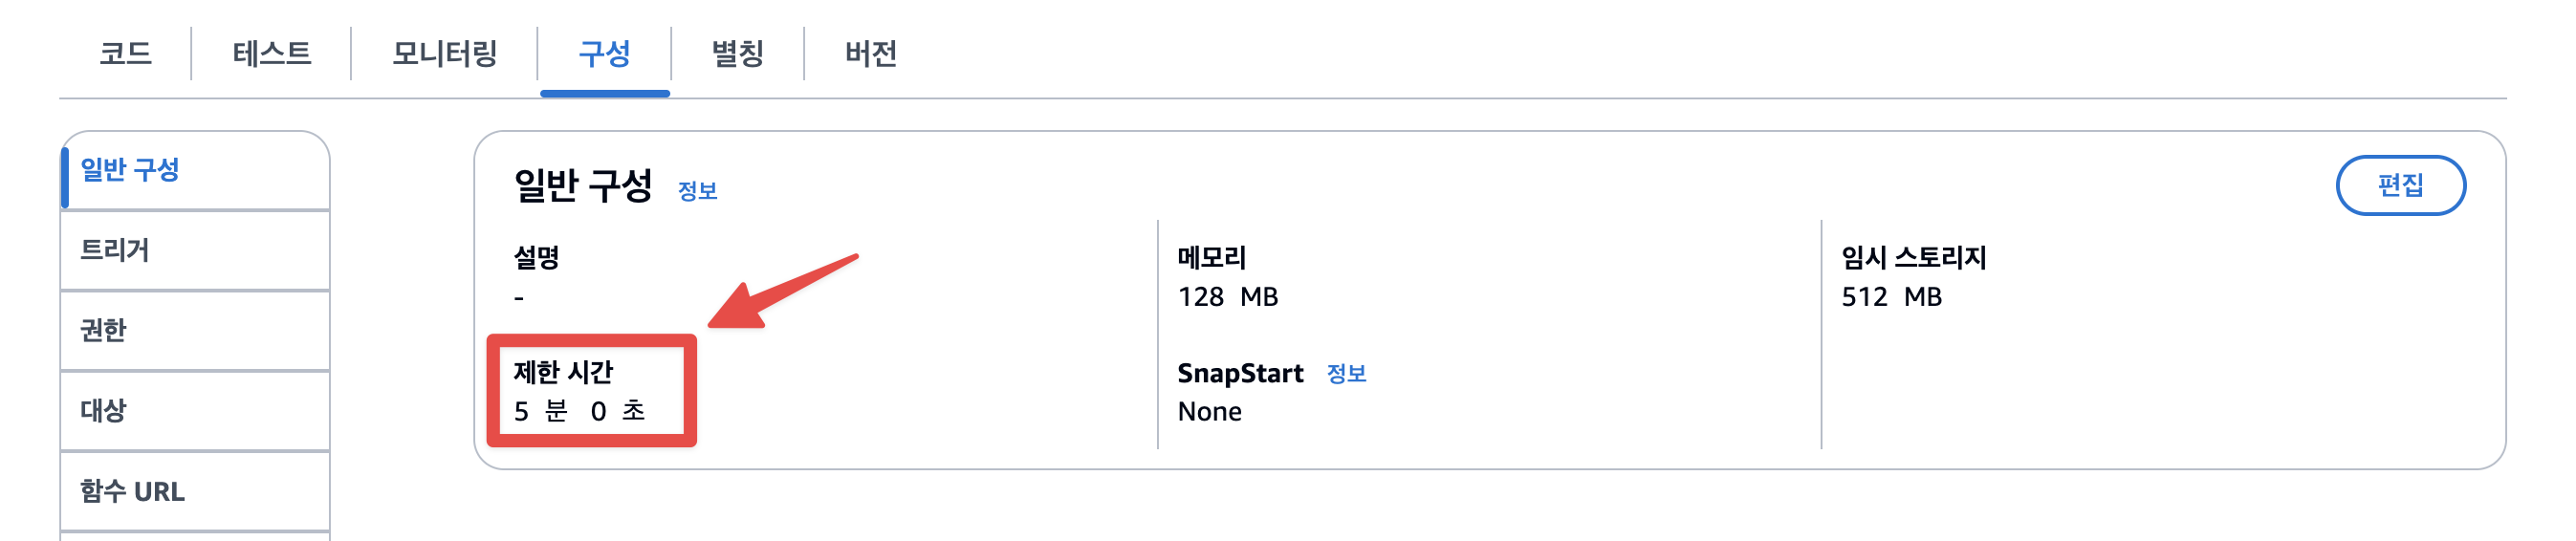 코드 테스트 모니터링 구성 별칭 버전
일반 구성
트리거
권한
대상
함수 URL
일반 구성 정보
편집
설명
-
제한 시간
5 분 0 초
메모리
128 MB
SnapStart 정보
None
임시 스토리지
512 MB